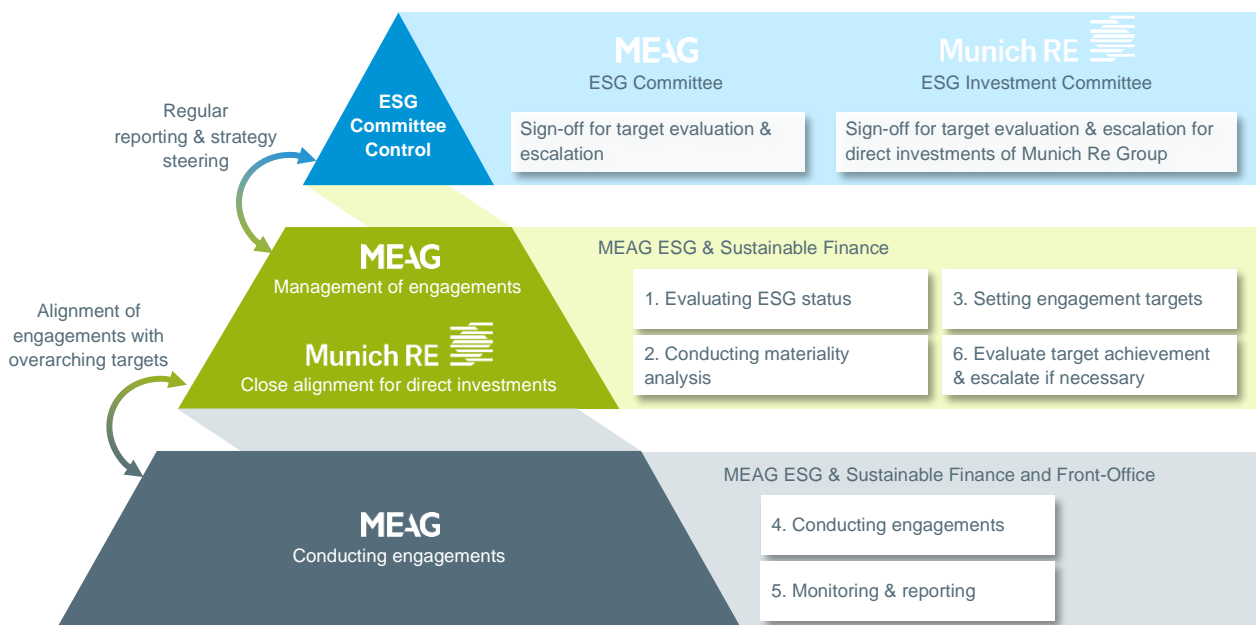 MEAG
ESG Committee
Munich RE
ESG Investment Committee
ESG
Committee
Control
Sign-off for target evaluation &
escalation
Sign-off for target evaluation & escalation for
direct investments of Munich Re Group
Regular
reporting & strategy
steering
MEAG
Management of engagements
Munich RE
Close alignment for direct investments
MEAG ESG & Sustainable Finance
1. Evaluating ESG status
3. Setting engagement targets
2. Conducting materiality
analysis
6. Evaluate target achievement
& escalate if necessary
Alignment of
engagements with
overarching targets
MEAG
Conducting engagements
MEAG ESG & Sustainable Finance and Front-Office
4. Conducting engagements
5. Monitoring & reporting